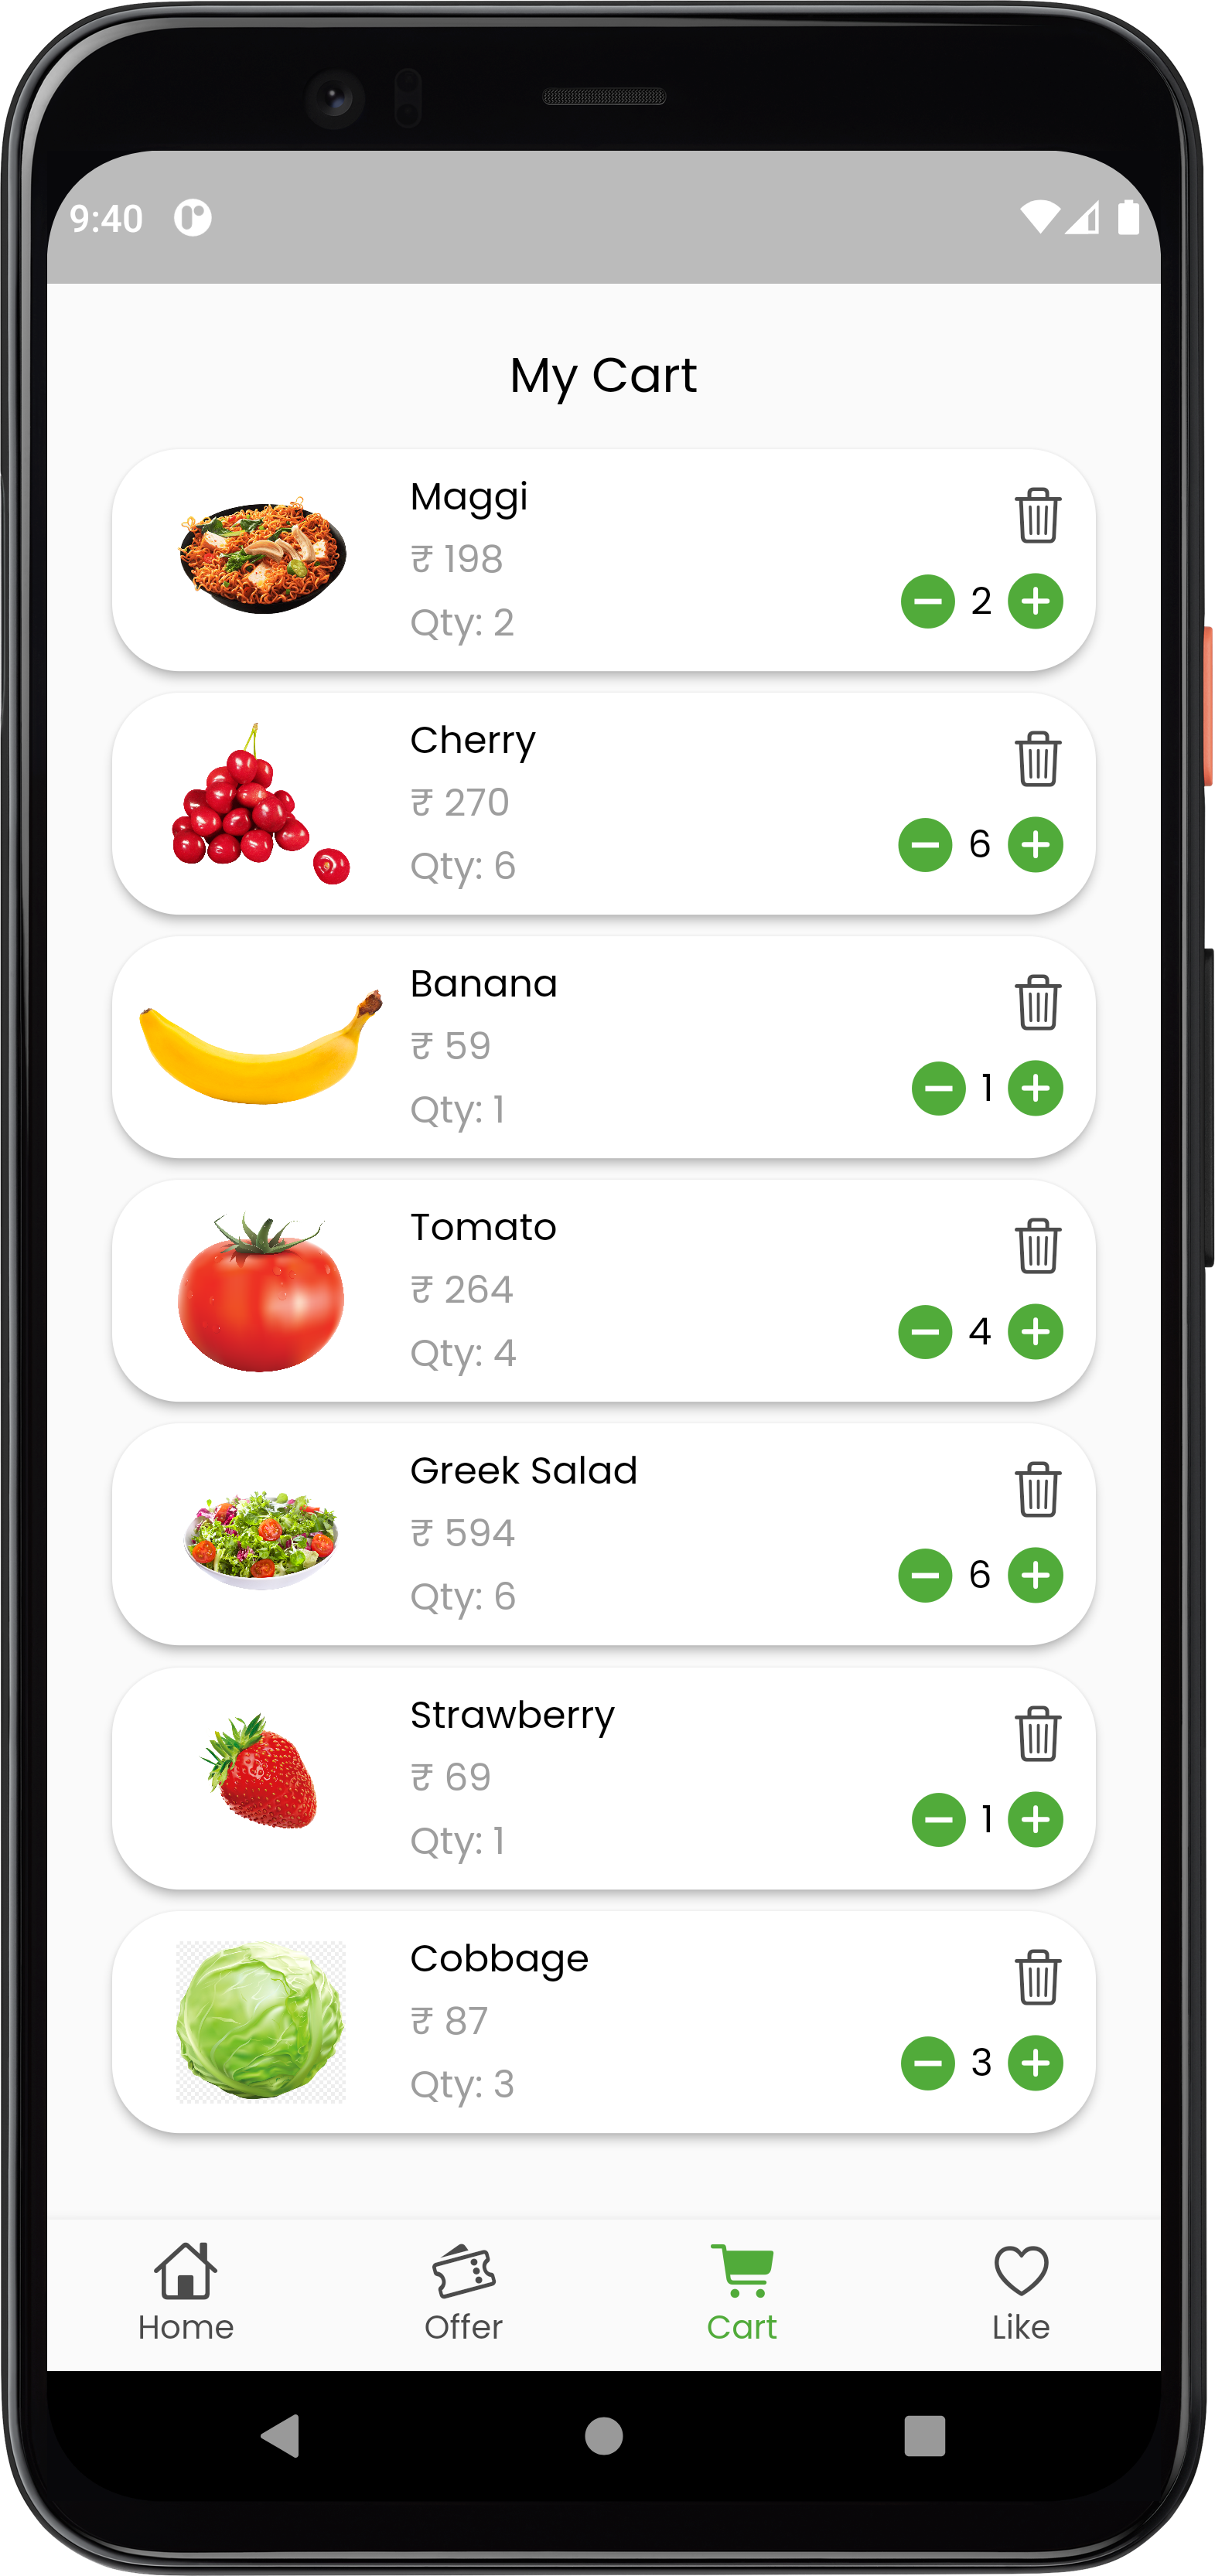 9:40
My Cart
Maggi
₹ 198
Qty: 2
2
Cherry
₹ 270
Qty: 6
6
Banana
₹ 59
Qty: 1
1
Tomato
₹ 264
Qty: 4
4
Greek Salad
₹ 594
Qty: 6
6
Strawberry
₹ 69
Qty: 1
1
Cobbage
₹ 87
Qty: 3
3
Home Offer Cart Like